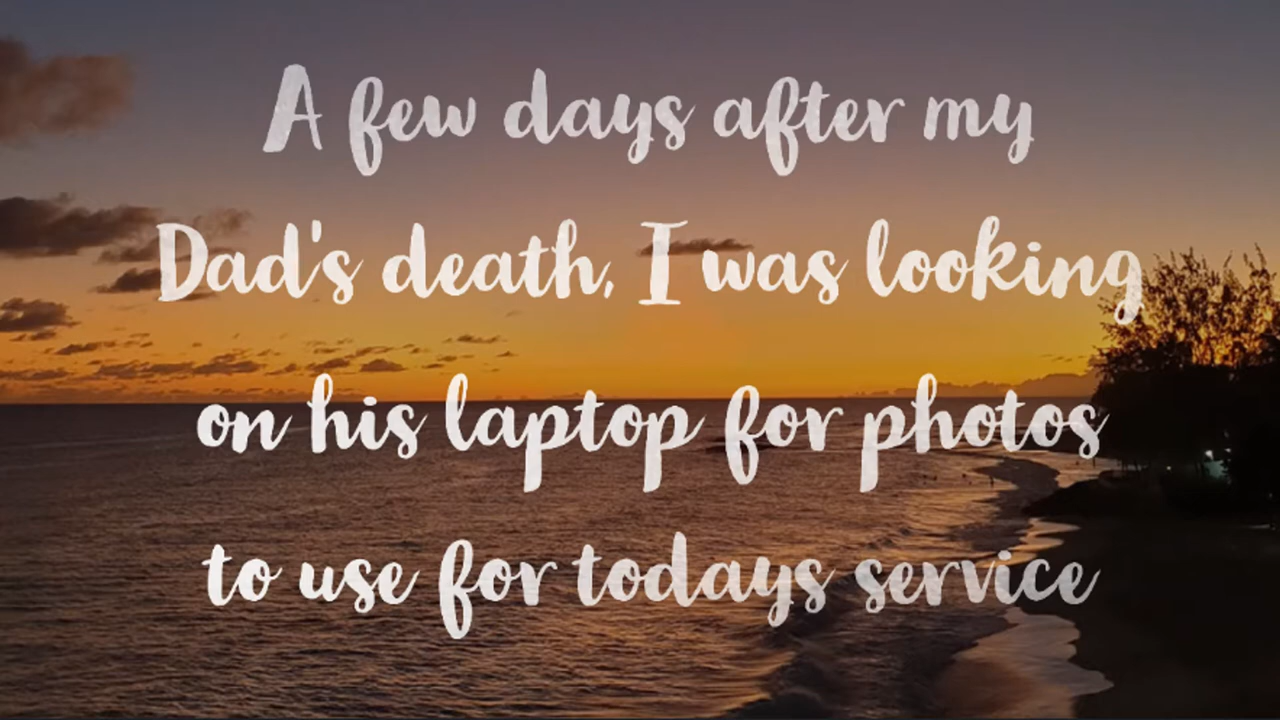 A few days after my
Dad's death, I was looking
on his laptop for photos
to use for todays service